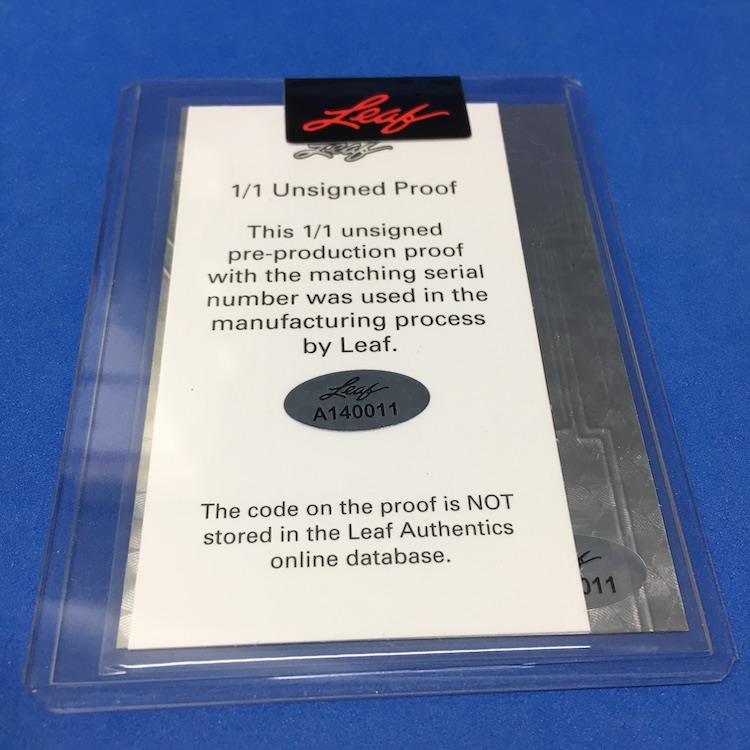 Leaf
Leaf
1/1 Unsigned Proof
This 1/1 unsigned
pre-production proof
with the matching serial
number was used in the
manufacturing process
by Leaf.
Leaf
A140011
The code on the proof is NOT
stored in the Leaf Authentics
online database.
011